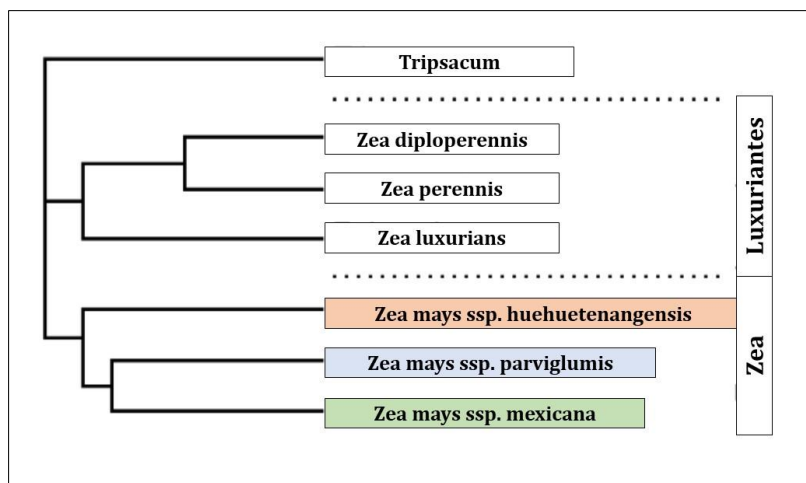 Tripsacum
Zea diploperennis
Zea perennis
Zea luxurians
Luxuriantes
Zea mays ssp. huehuetenangensis
Zea mays ssp. parviglumis
Zea mays ssp. mexicana
Zea